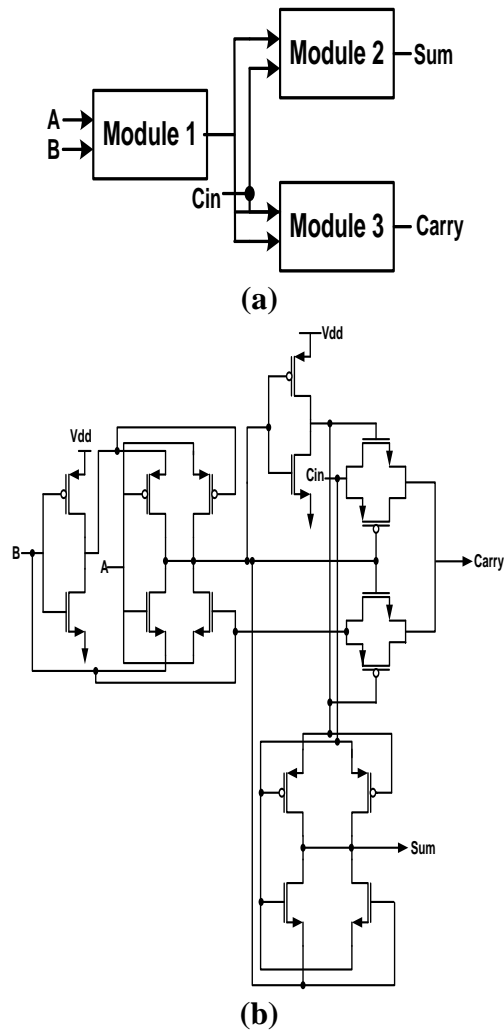 Module 2
Sum
A
B
Module 1
Cin
Module 3
Carry
(a)
Vdd
Vdd
Cin
B
A
Carry
Sum
(b)